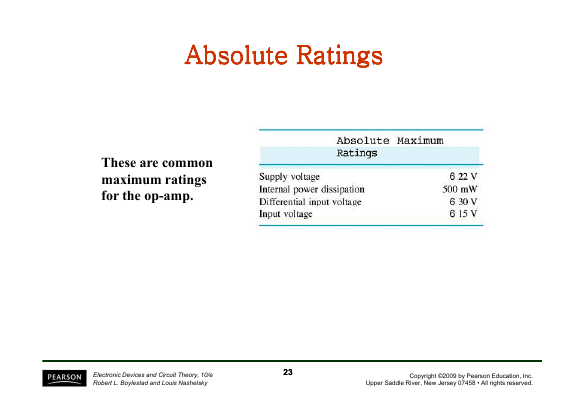 Absolute Ratings
These are common
maximum ratings
for the op-amp.
Absolute Maximum
Ratings
Supply voltage 6 22 V
Internal power dissipation 500 mW
Differential input voltage 6 30 V
Input voltage 6 15 V
PEARSON
Electronic Devices and Circuit Theory, 10/e
Robert L. Boylestad and Louis Nashelsky
23
Copyright ©2009 by Pearson Education, Inc.
Upper Saddle River, New Jersey 07458 • All rights reserved.